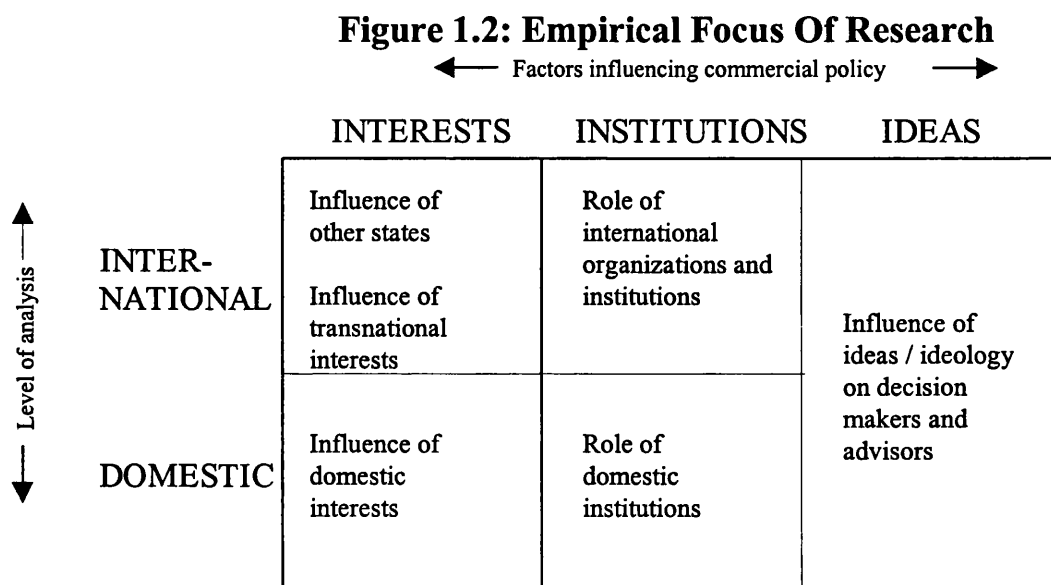 Figure 1.2: Empirical Focus Of Research
Factors influencing commercial policy
INTERESTS INSTITUTIONS IDEAS
Level of analysis
INTER-
NATIONAL
Influence of
other states
Influence of
transnational
interests
Role of
international
organizations and
institutions
Influence of
ideas / ideology
on decision
makers and
advisors
DOMESTIC
Influence of
domestic
interests
Role of
domestic
institutions